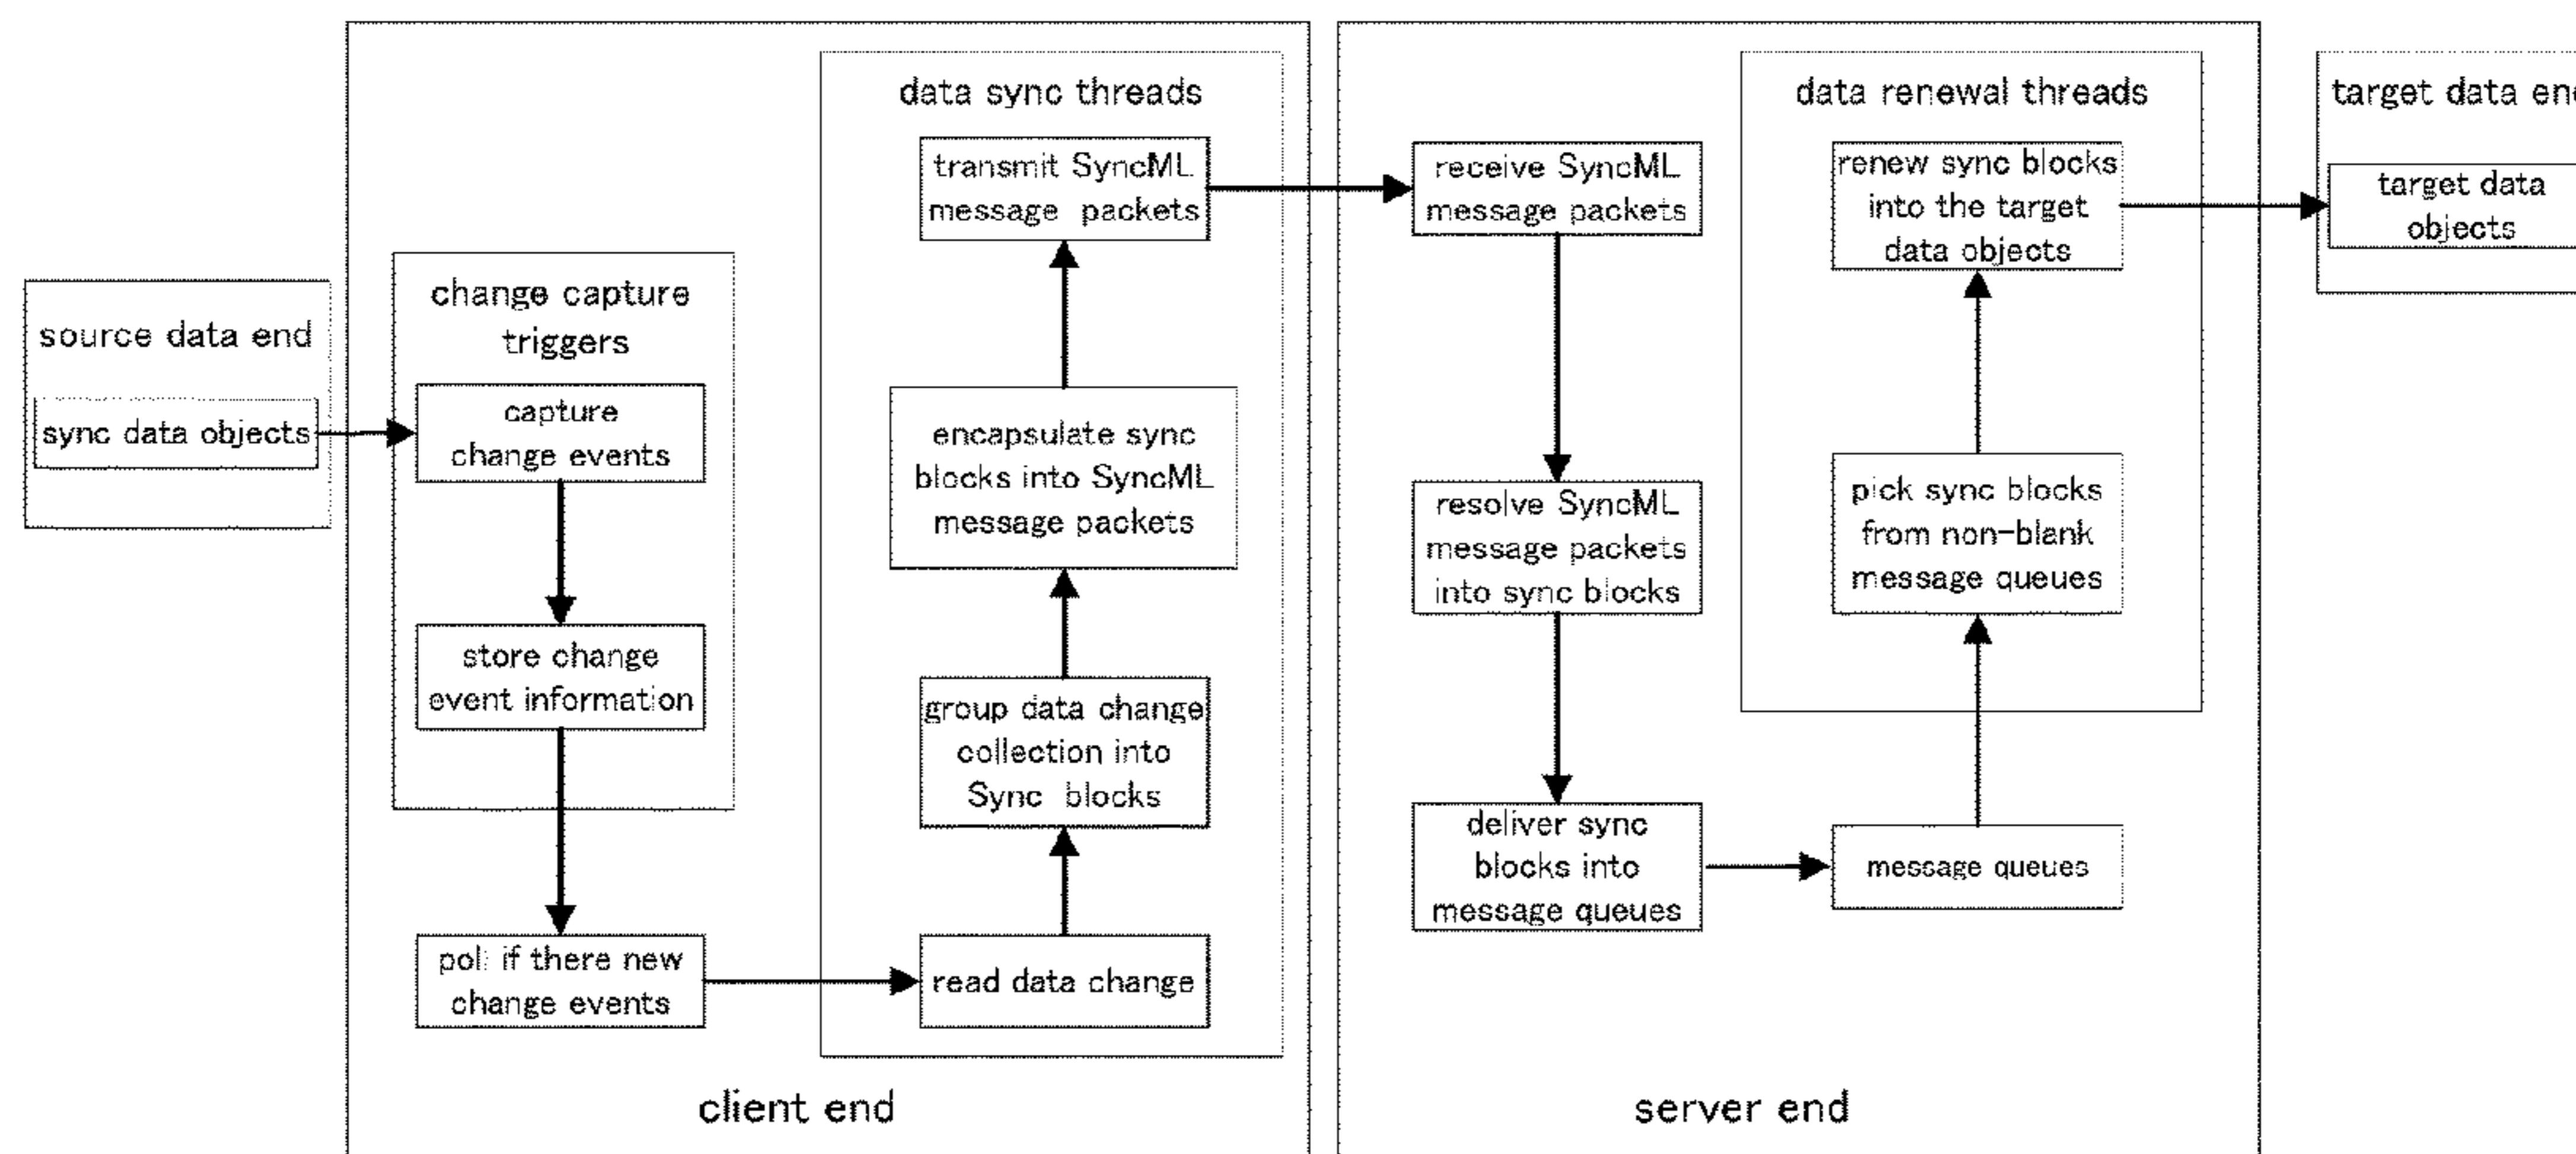 source data end
sync data objects
change capture
triggers
capture
change events
store change
event information
if there new
change events
data sync threads
transmit SyncML
message packets
encapsulate sync
blocks into SyncML
message packets
group data change
collection into
Sync blocks
read data change
client end
receive SyncML
message packets
resolve SyncML
message packets
into sync blocks
deliver sync
blocks into
message queues
data renewal threads
renew sync blocks
into the target
data objects
pick sync blocks
from non-blank
message queues
message queues
server end
target data
target data
objects